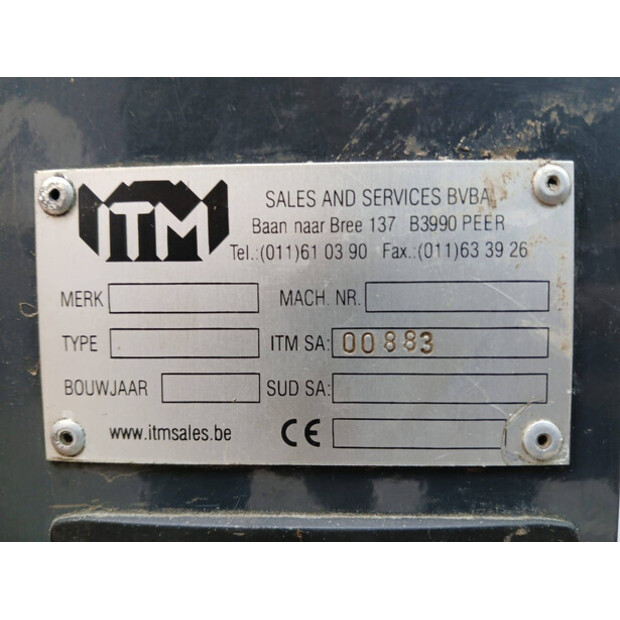 ITM
SALES AND SERVICES BVBA
Baan naar Bree 137 B3990 PEER
Tel.:(011)61 03 90 Fax.:(011)63 39 26
MERK MACH. NR.
TYPE ITM SA: 00883
BOUWJAAR SUD SA:
www.itmsales.be CE